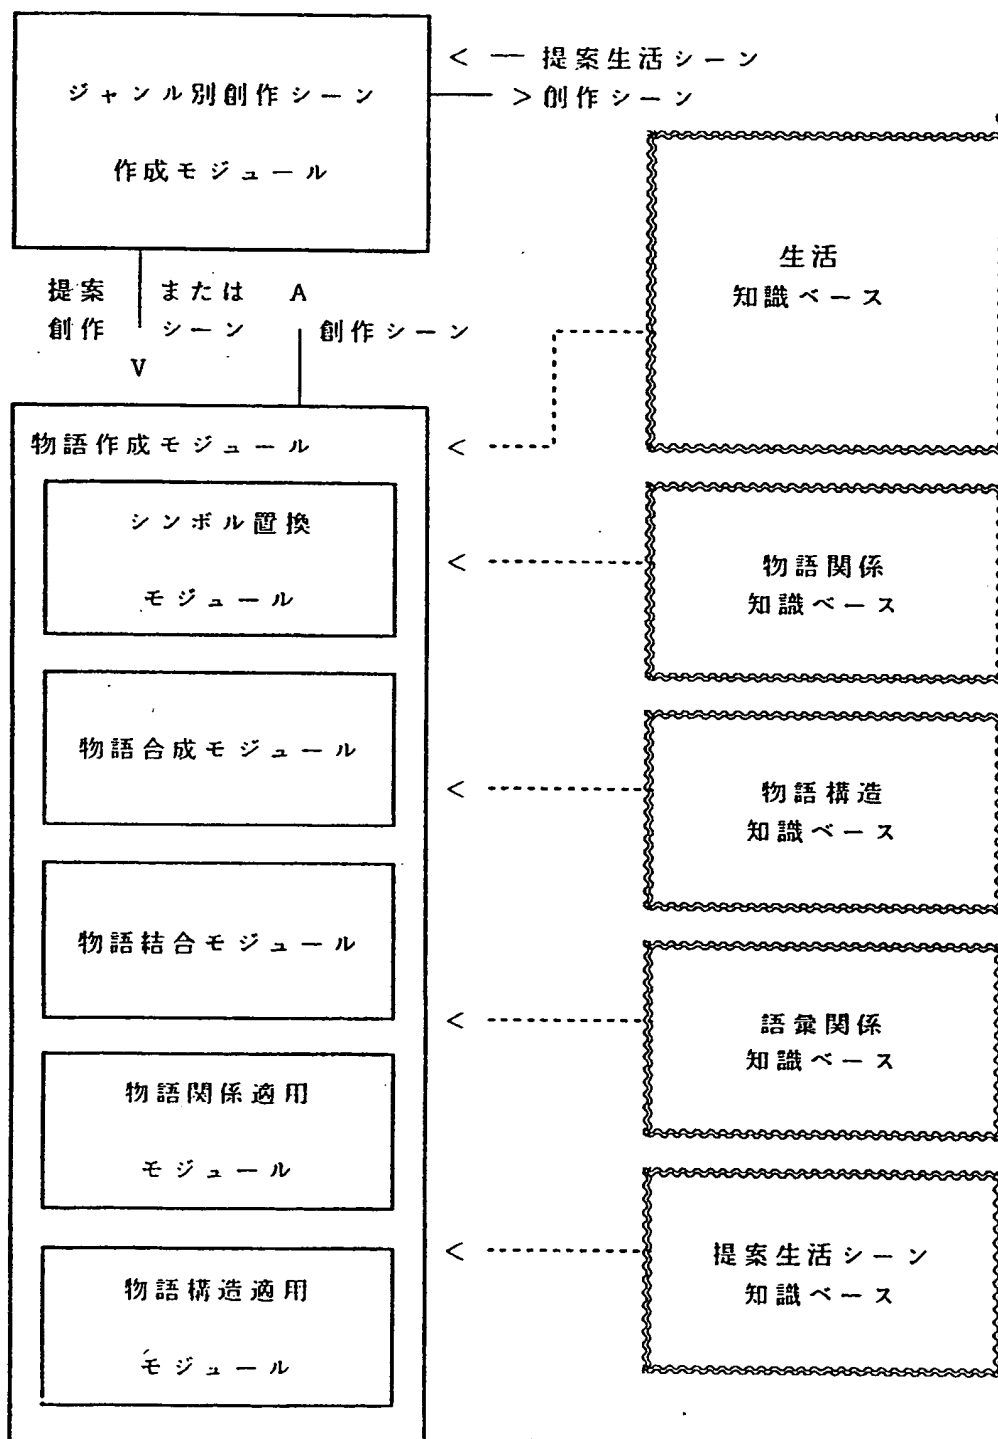 ジャンル別創作シーン
作成モジュール
< — 提案生活シーン
> 創作シーン
提案 または A
創作 シーン 創作シーン
V
物語作成モジュール
<
シンボル置換
モジュール
<
物語合成モジュール
<
物語結合モジュール
<
物語関係適用
モジュール
<
物語構造適用
モジュール
生活
知識ベース
物語関係
知識ベース
物語構造
知識ベース
語彙関係
知識ベース
提案生活シーン
知識ベース